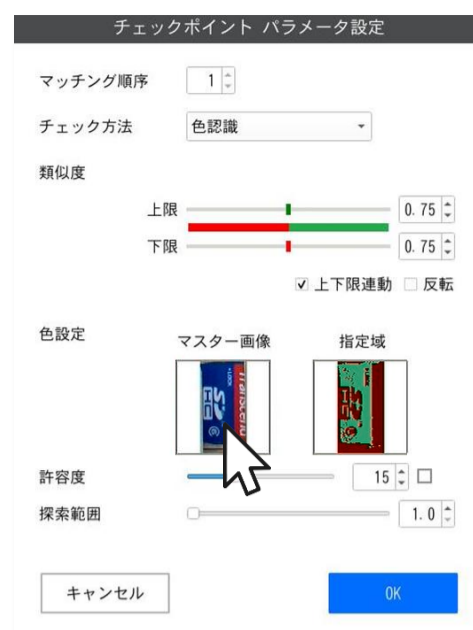 チェックポイント パラメータ設定
マッチング順序 1
チェック方法 色認識
類似度
上限 0.75
下限 0.75
上下限連動 反転
色設定
マスター画像 指定域
LOCK
Transcend
SD
HC
許容度 15
探索範囲 1.0
キャンセル OK